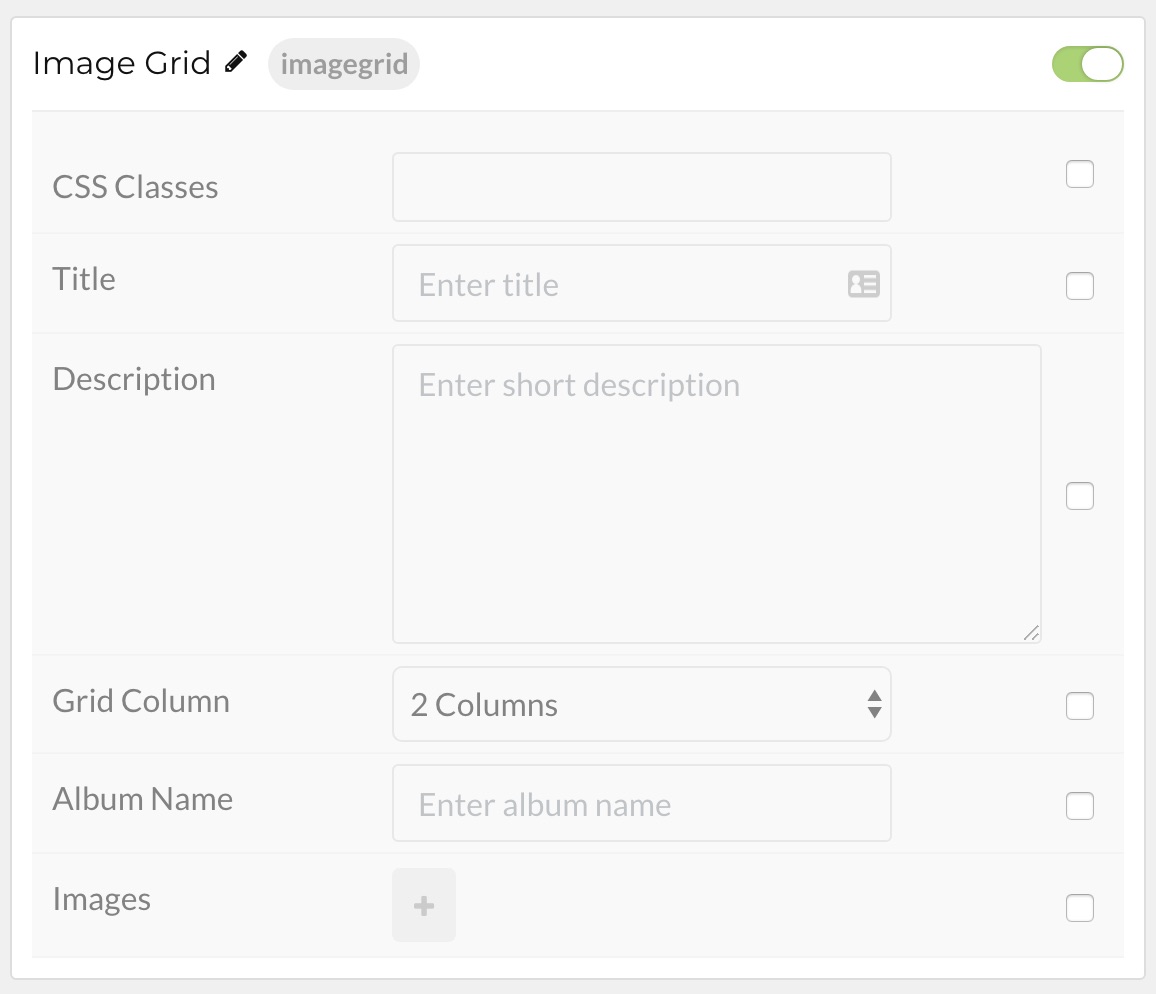 Image Grid imagegrid
CSS Classes
Title Enter title
Description Enter short description
Grid Column 2 Columns
Album Name Enter album name
Images